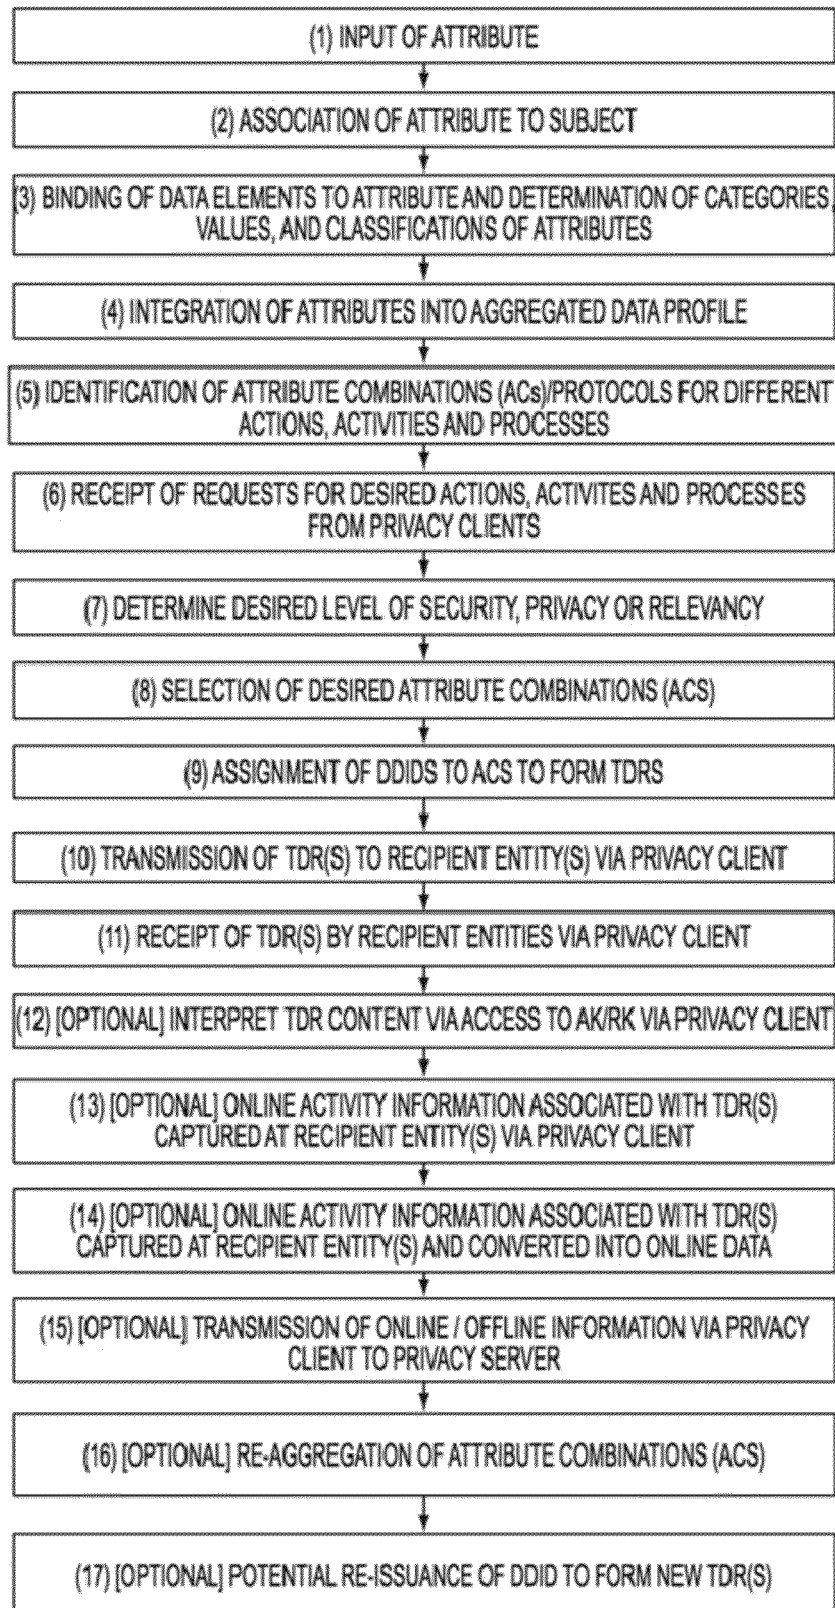 (1) INPUT OF ATTRIBUTE
(2) ASSOCIATION OF ATTRIBUTE TO SUBJECT
(3) BINDING OF DATA ELEMENTS TO ATTRIBUTE AND DETERMINATION OF CATEGORIES,
VALUES, AND CLASSIFICATIONS OF ATTRIBUTES
(4) INTEGRATION OF ATTRIBUTES INTO AGGREGATED DATA PROFILE
(5) IDENTIFICATION OF ATTRIBUTE COMBINATIONS (ACs)/PROTOCOLS FOR DIFFERENT
ACTIONS, ACTIVITIES AND PROCESSES
(6) RECEIPT OF REQUESTS FOR DESIRED ACTIONS, ACTIVITES AND PROCESSES
FROM PRIVACY CLIENTS
(7) DETERMINE DESIRED LEVEL OF SECURITY, PRIVACY OR RELEVANCY
(8) SELECTION OF DESIRED ATTRIBUTE COMBINATIONS (ACS)
(9) ASSIGNMENT OF DDIDS TO ACS TO FORM TDRS
(10) TRANSMISSION OF TDR(S) TO RECIPIENT ENTITY(S) VIA PRIVACY CLIENT
(11) RECEIPT OF TDR(S) BY RECIPIENT ENTITIES VIA PRIVACY CLIENT
(12) [OPTIONAL] INTERPRET TDR CONTENT VIA ACCESS TO AK/RK VIA PRIVACY CLIENT
(13) [OPTIONAL] ONLINE ACTIVITY INFORMATION ASSOCIATED WITH TDR(S)
CAPTURED AT RECIPIENT ENTITY(S) VIA PRIVACY CLIENT
(14) [OPTIONAL] ONLINE ACTIVITY INFORMATION ASSOCIATED WITH TDR(S)
CAPTURED AT RECIPIENT ENTITY(S) AND CONVERTED INTO ONLINE DATA
(15) [OPTIONAL] TRANSMISSION OF ONLINE / OFFLINE INFORMATION VIA PRIVACY
CLIENT TO PRIVACY SERVER
(16) [OPTIONAL] RE-AGGREGATION OF ATTRIBUTE COMBINATIONS (ACS)
(17) [OPTIONAL] POTENTIAL RE-ISSUANCE OF DDID TO FORM NEW TDR(S)